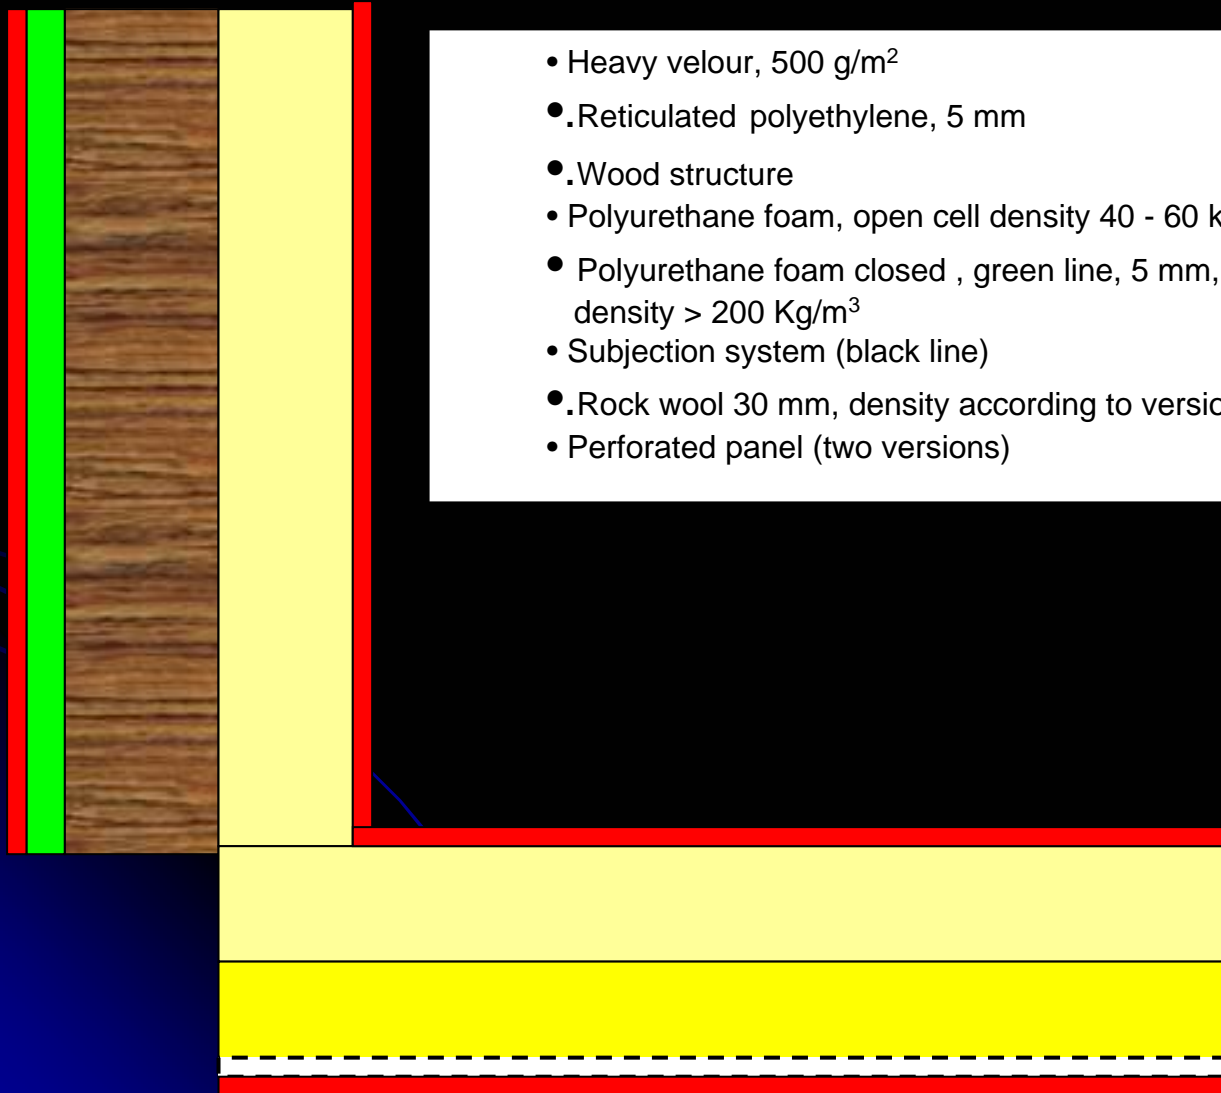 • Heavy velour, 500 g/m²
•.Reticulated polyethylene, 5 mm
•.Wood structure
• Polyurethane foam, open cell density 40 - 60 k
• Polyurethane foam closed , green line, 5 mm,
density > 200 Kg/m³
• Subjection system (black line)
•.Rock wool 30 mm, density according to versio
• Perforated panel (two versions)